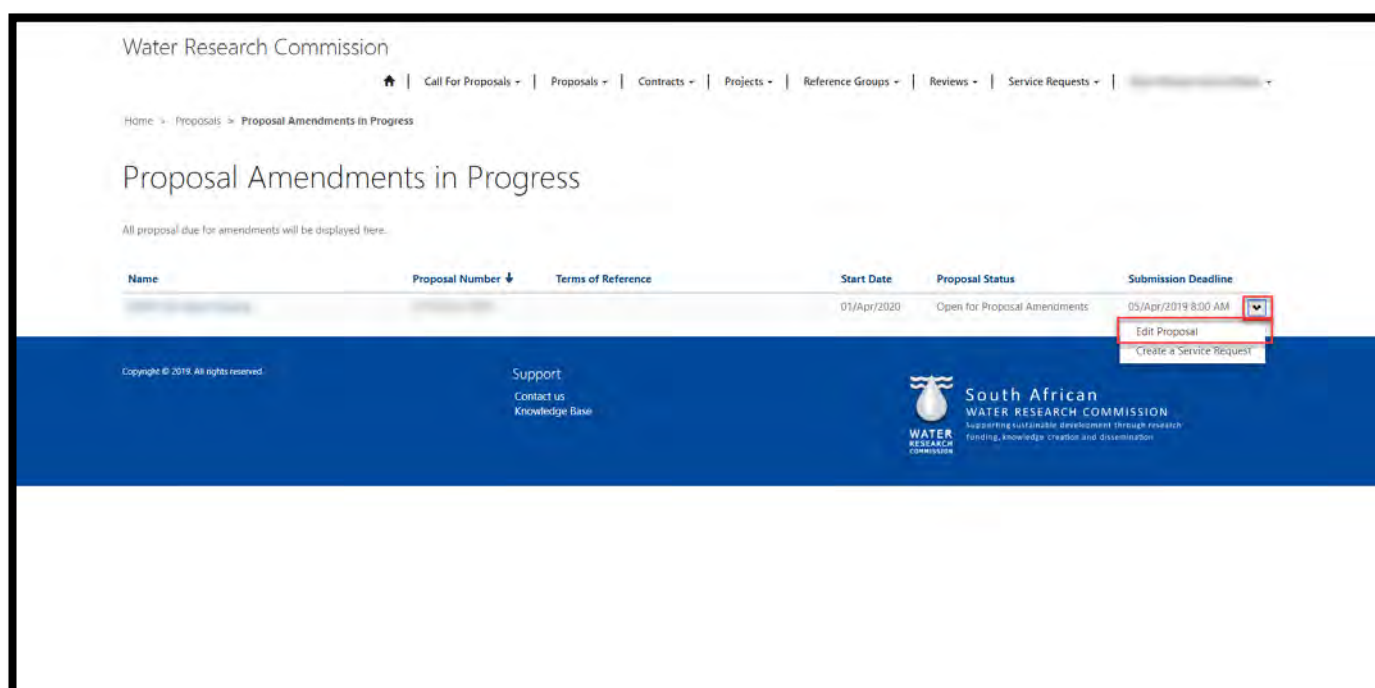 Water Research Commission
Call For Proposals | Proposals | Contracts | Projects | Reference Groups | Reviews | Service Requests |
Home > Proposals > Proposal Amendments in Progress
Proposal Amendments in Progress
All proposal due for amendments will be displayed here.
Name Proposal Number Terms of Reference Start Date Proposal Status Submission Deadline
01/Apr/2020 Open for Proposal Amendments 05/Apr/2019 8:00 AM
Edit Proposal
Create a Service Request
Copyright © 2019. All rights reserved.
Support
Contact us
Knowledge Base
South African
WATER RESEARCH COMMISSION
Supporting sustainable development through research
funding, knowledge creation and dissemination
WATER
RESEARCH
COMMISSION